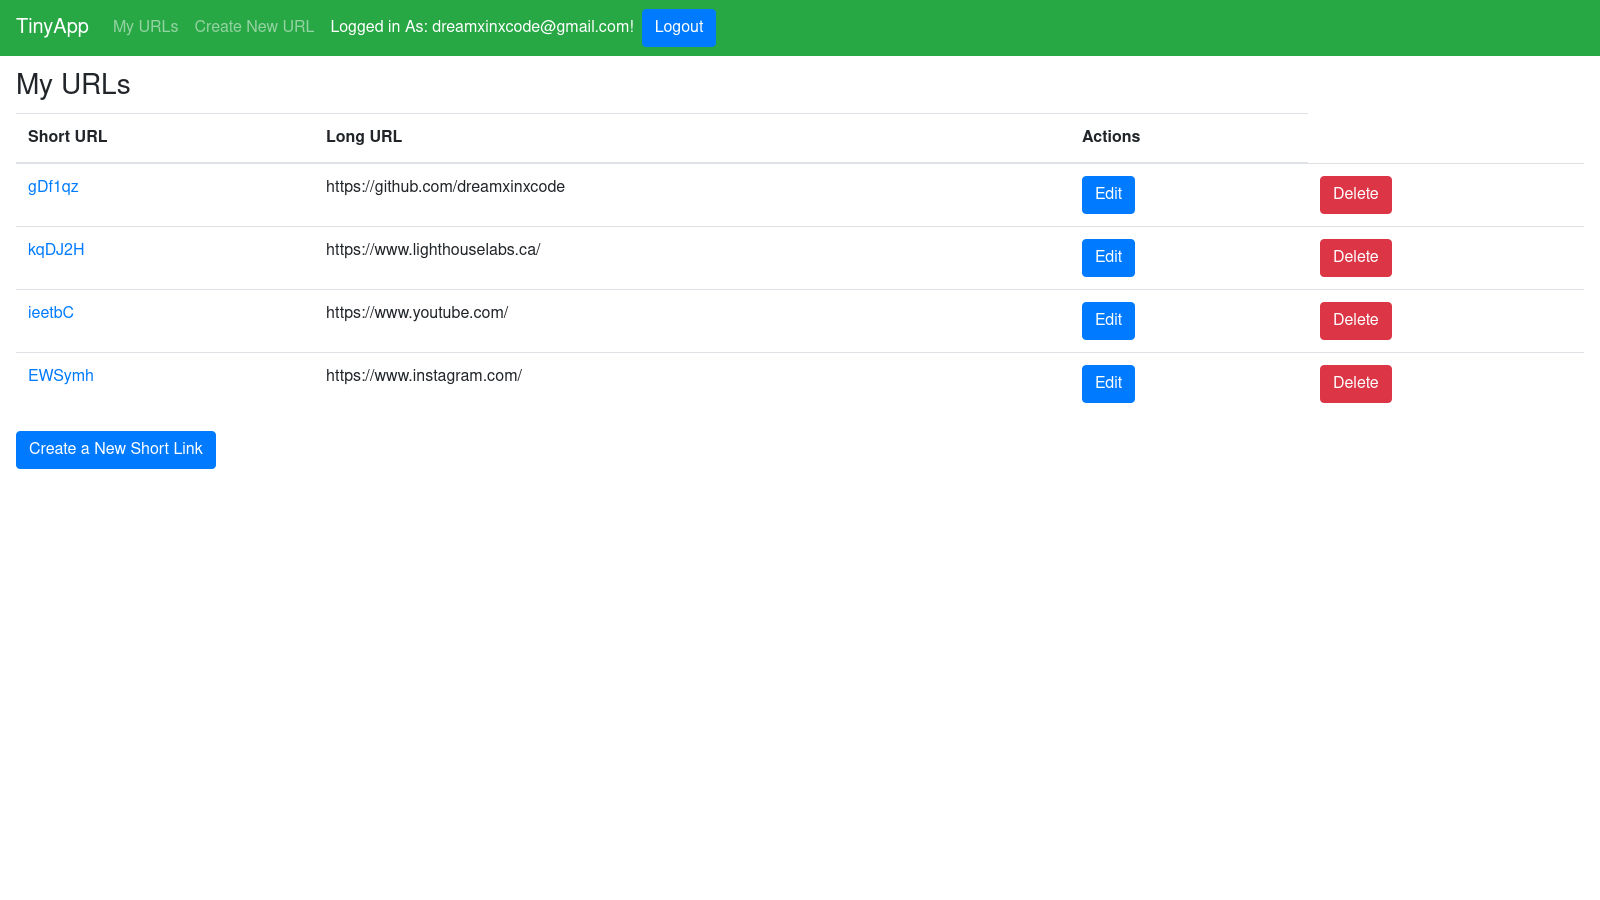 TinyApp My URLs Create New URL Logged in As: dreamxinxcode@gmail.com! Logout
My URLs
Short URL Long URL Actions
gDf1qz https://github.com/dreamxinxcode Edit Delete
kqDJ2H https://www.lighthouselabs.ca/ Edit Delete
ieetbC https://www.youtube.com/ Edit Delete
EWSymh https://www.instagram.com/ Edit Delete
Create a New Short Link